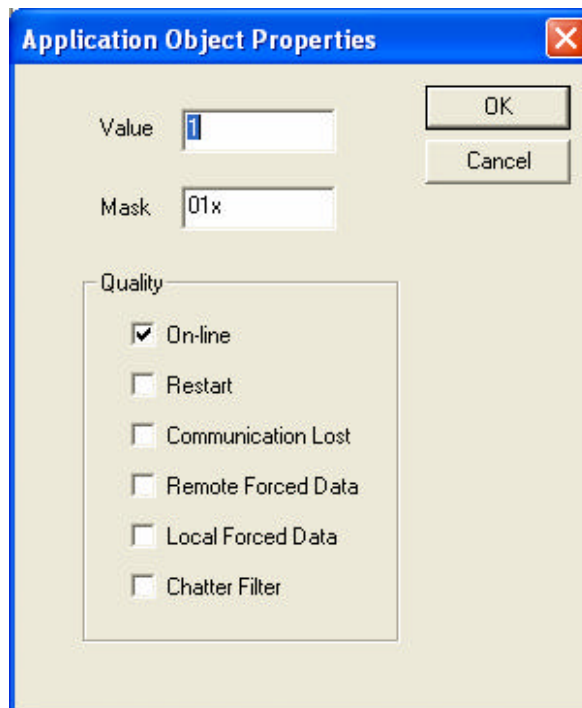 Application Object Properties
Value 1
OK
Cancel
Mask 01x
Quality
On-line
Restart
Communication Lost
Remote Forced Data
Local Forced Data
Chatter Filter